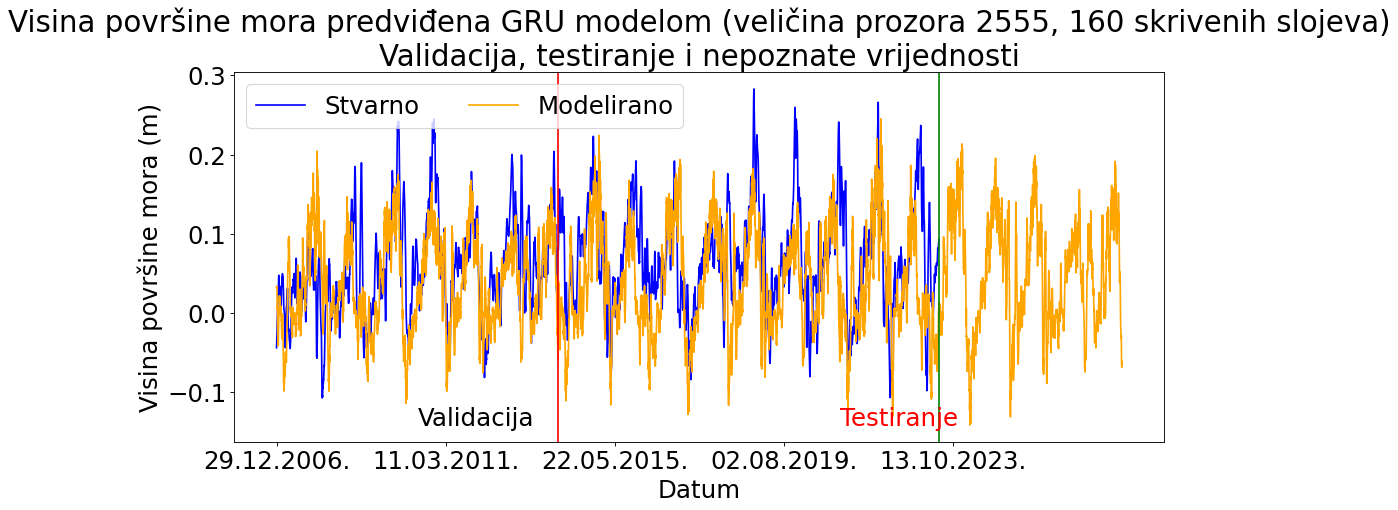 Visina površine mora predviđena GRU modelom (veličina prozora 2555, 160 skrivenih slojeva)
Validacija, testiranje i nepoznate vrijednosti
Stvarno
Modelirano
Visina površine mora (m)
0.3
0.2
0.1
0.0
−0.1
Validacija
Testiranje
29.12.2006.
11.03.2011.
22.05.2015.
02.08.2019.
13.10.2023.
Datum